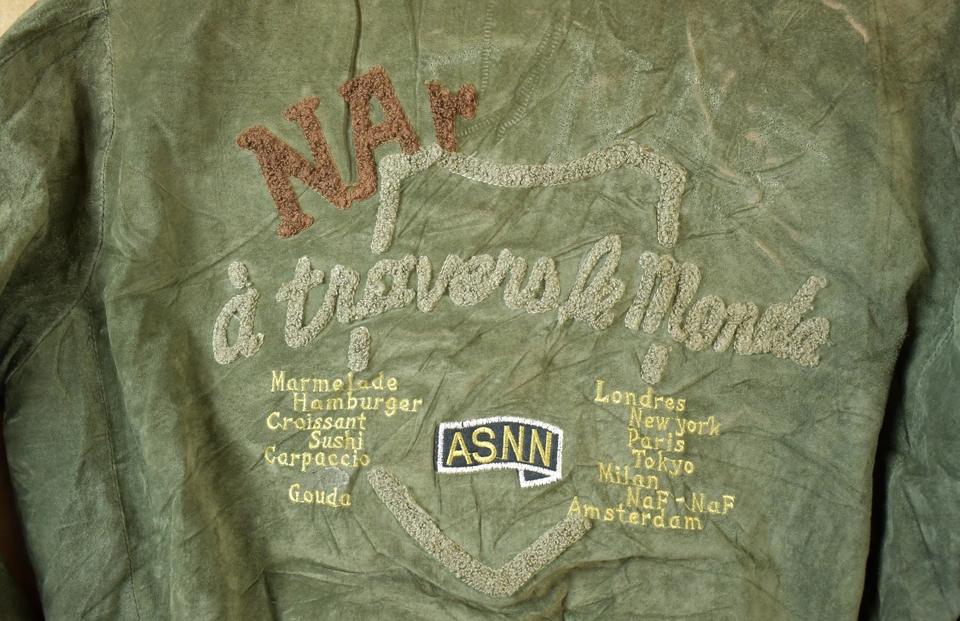 NAF
à travers le Monde
Marmelade
Hamburger
Croissant
Sushi
Carpaccio
Gouda
ASNN
Londres
New york
Paris
Tokyo
Milan
NaF-NaF
Amsterdam